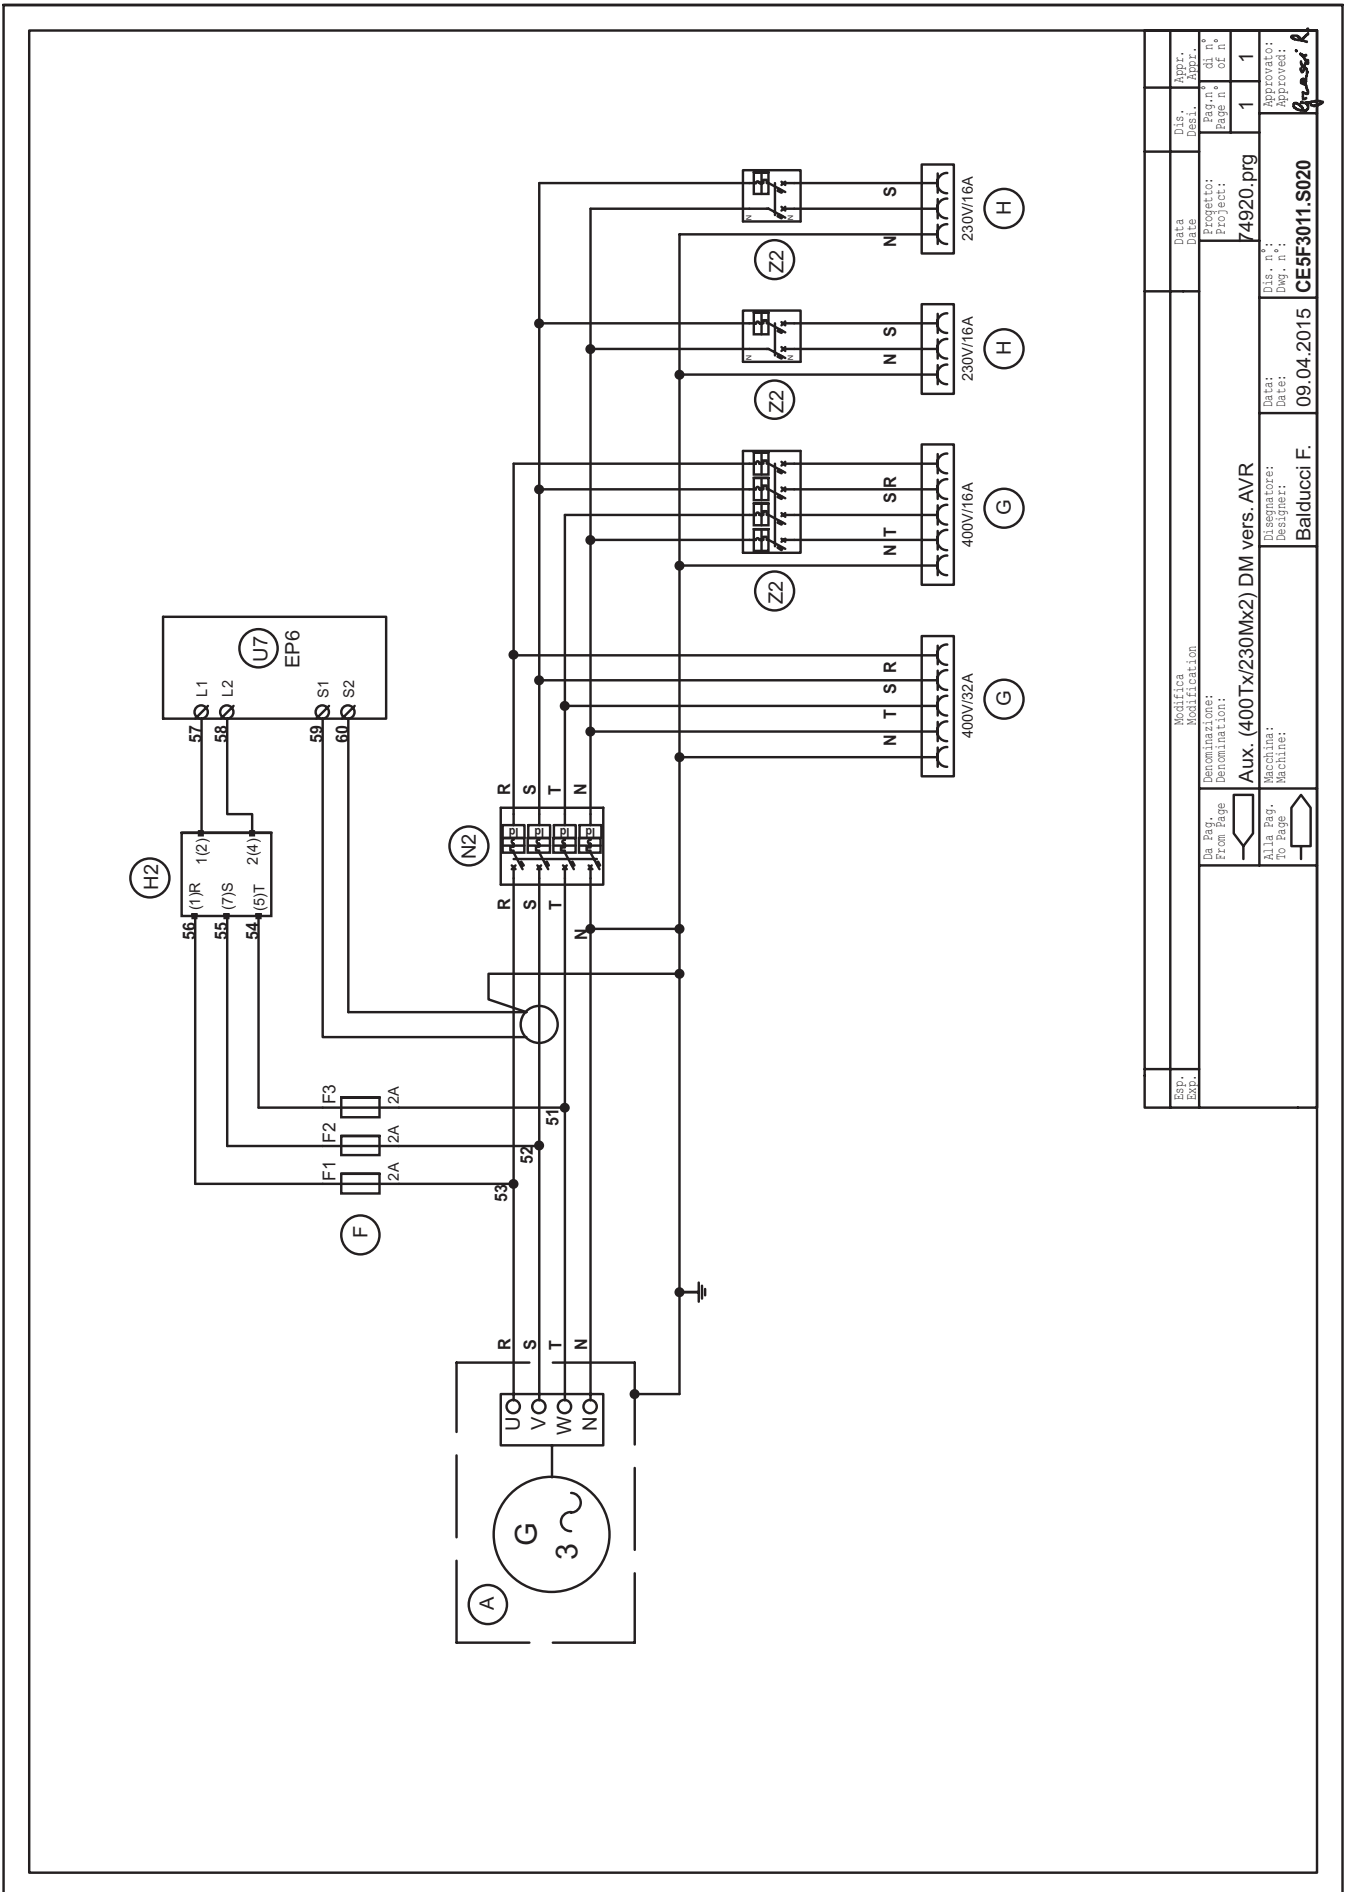 H2
(1)R
(7)S
(5)T
1(2)
2(4)
56
55
54
57
58
59
60
L1
L2
S1
S2
U7
EP6
F
F1
F2
F3
2A
2A
2A
53
52
51
A
G
3
U
V
W
N
R
S
T
N
R
S
T
N
N2
Id
Id
Id
Id
R
S
T
N
N
T
S
R
400V/32A
G
Z2
N
T
S
R
400V/16A
G
Z2
N
N
N
S
230V/16A
H
Z2
N
N
N
S
230V/16A
H
Esp.
Exp.
Modifica
Modification
Data
Date
Dis.
Desi.
Appr.
Appr.
Da Pag.
From Page
Denominazione:
Denomination:
Aux. (400Tx/230Mx2) DM vers. AVR
Progetto:
Project:
74920.prg
Pag.n°
Page n°
1
di n°
of n°
1
Alla Pag.
To Page
Macchina:
Machine:
Disegnatore:
Designer:
Balducci F.
Data:
Date:
09.04.2015
Dis. n°:
Dwg. n°:
CE5F3011.S020
Approvato:
Approved:
Grassi R.